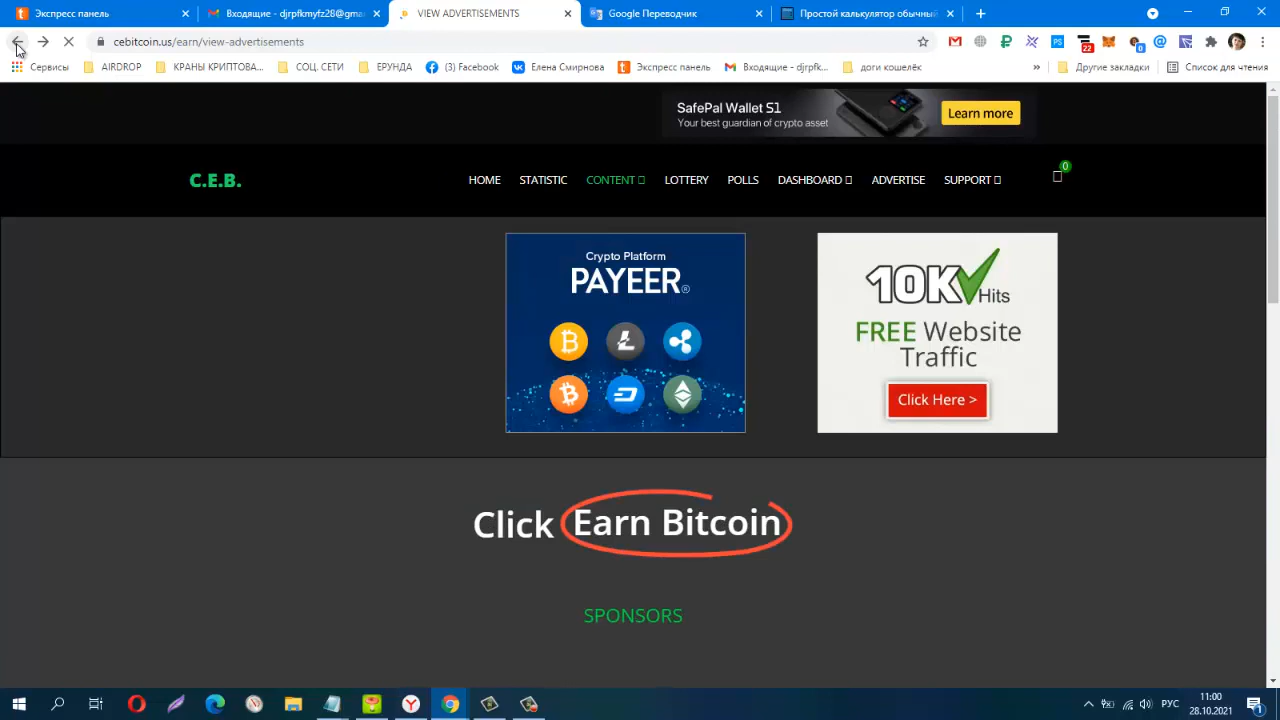 Экспресс панель
Входящие - djrpfkmyfz28@gma
VIEW ADVERTISEMENTS
Google Переводчик
Простой калькулятор обычный
cebitcoin.us/earn/view-advertisements
22
0
Сервисы
AIRDROP
КРАНЫ КРИПТОВА...
СОЦ. СЕТИ
ЕРУНДА
(3) Facebook
Елена Смирнова
Экспресс панель
Входящие - djrpfk...
доги кошелёк
»
Другие закладки
Список для чтения
SafePal Wallet S1
Your best guardian of crypto asset
Learn more
C.E.B.
HOME
STATISTIC
CONTENT
LOTTERY
POLLS
DASHBOARD
ADVERTISE
SUPPORT
0
Crypto Platform
PAYEER®
10K Hits
FREE Website
Traffic
Click Here >
Click Earn Bitcoin
SPONSORS
РУС
11:00
28.10.2021
1